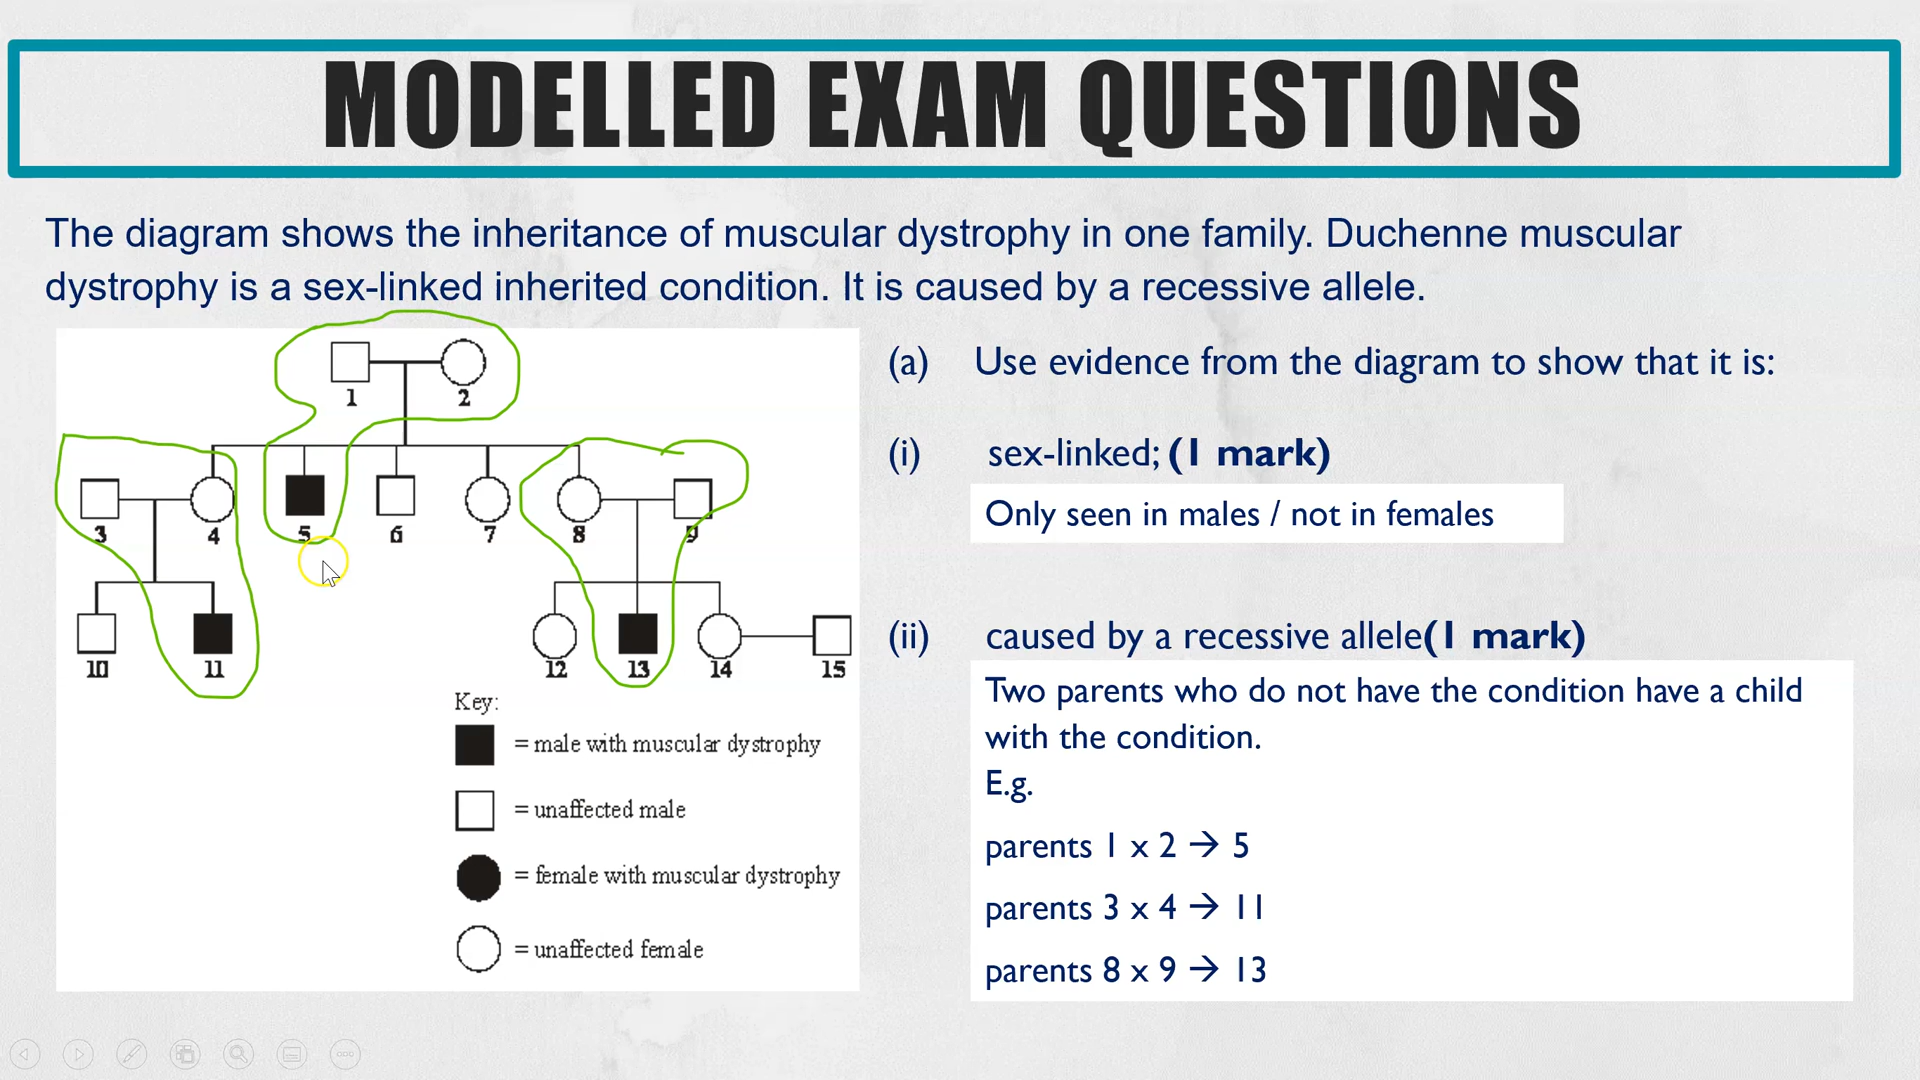 MODELLED EXAM QUESTIONS
The diagram shows the inheritance of muscular dystrophy in one family. Duchenne muscular
dystrophy is a sex-linked inherited condition. It is caused by a recessive allele.
1 2
3 4 5 6 7 8 9
10 11 12 13 14 15
Key:
= male with muscular dystrophy
= unaffected male
= female with muscular dystrophy
= unaffected female
(a) Use evidence from the diagram to show that it is:
(i) sex-linked; (1 mark)
Only seen in males / not in females
(ii) caused by a recessive allele(1 mark)
Two parents who do not have the condition have a child
with the condition.
E.g.
parents 1 x 2 → 5
parents 3 x 4 → 11
parents 8 x 9 → 13